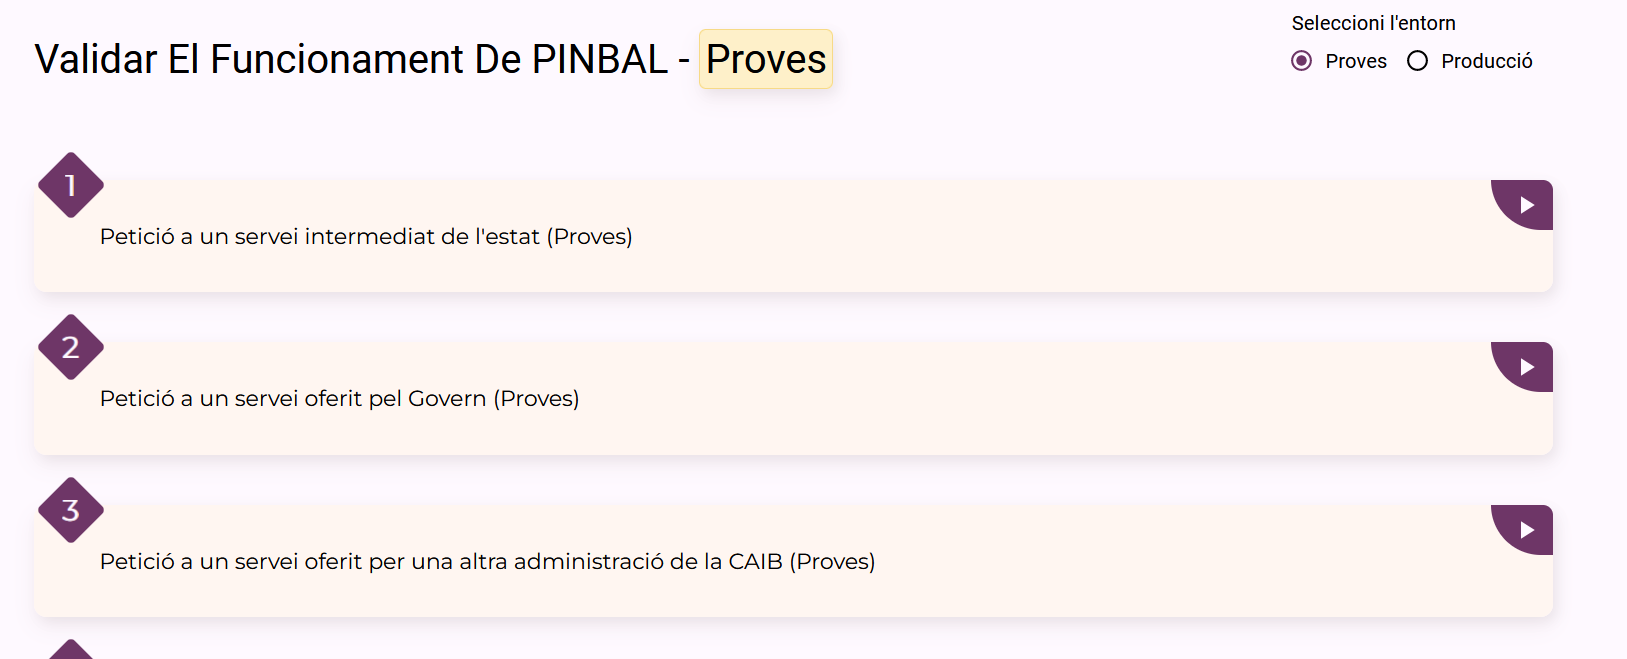 Seleccioni l'entorn
Validar El Funcionament De PINBAL - Proves
Proves Producció
1
Petició a un servei intermediat de l'estat (Proves)
2
Petició a un servei oferit pel Govern (Proves)
3
Petició a un servei oferit per una altra administració de la CAIB (Proves)